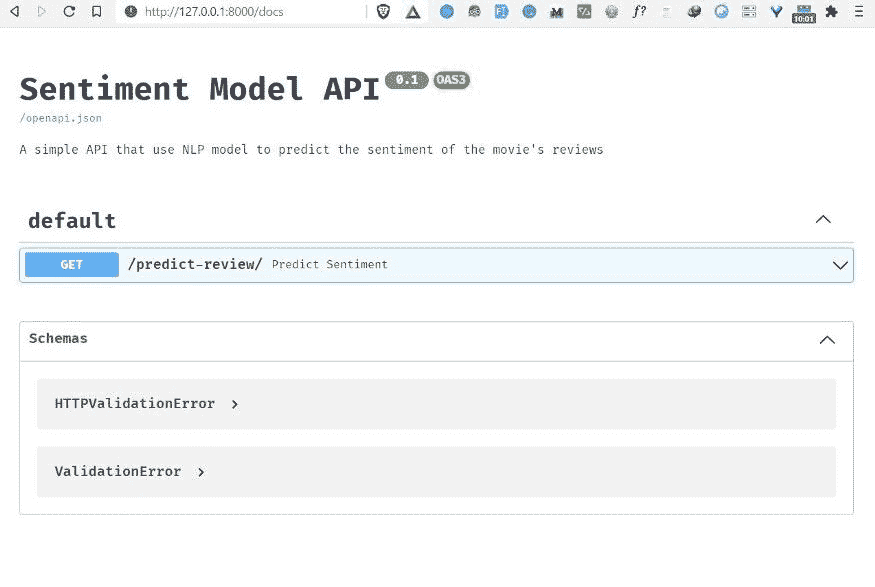 http://127.0.0.1:8000/docs
f?
10:01
Sentiment Model API 0.1 OAS3
/openapi.json
A simple API that use NLP model to predict the sentiment of the movie's reviews
default
GET /predict-review/ Predict Sentiment
Schemas
HTTPValidationError
ValidationError